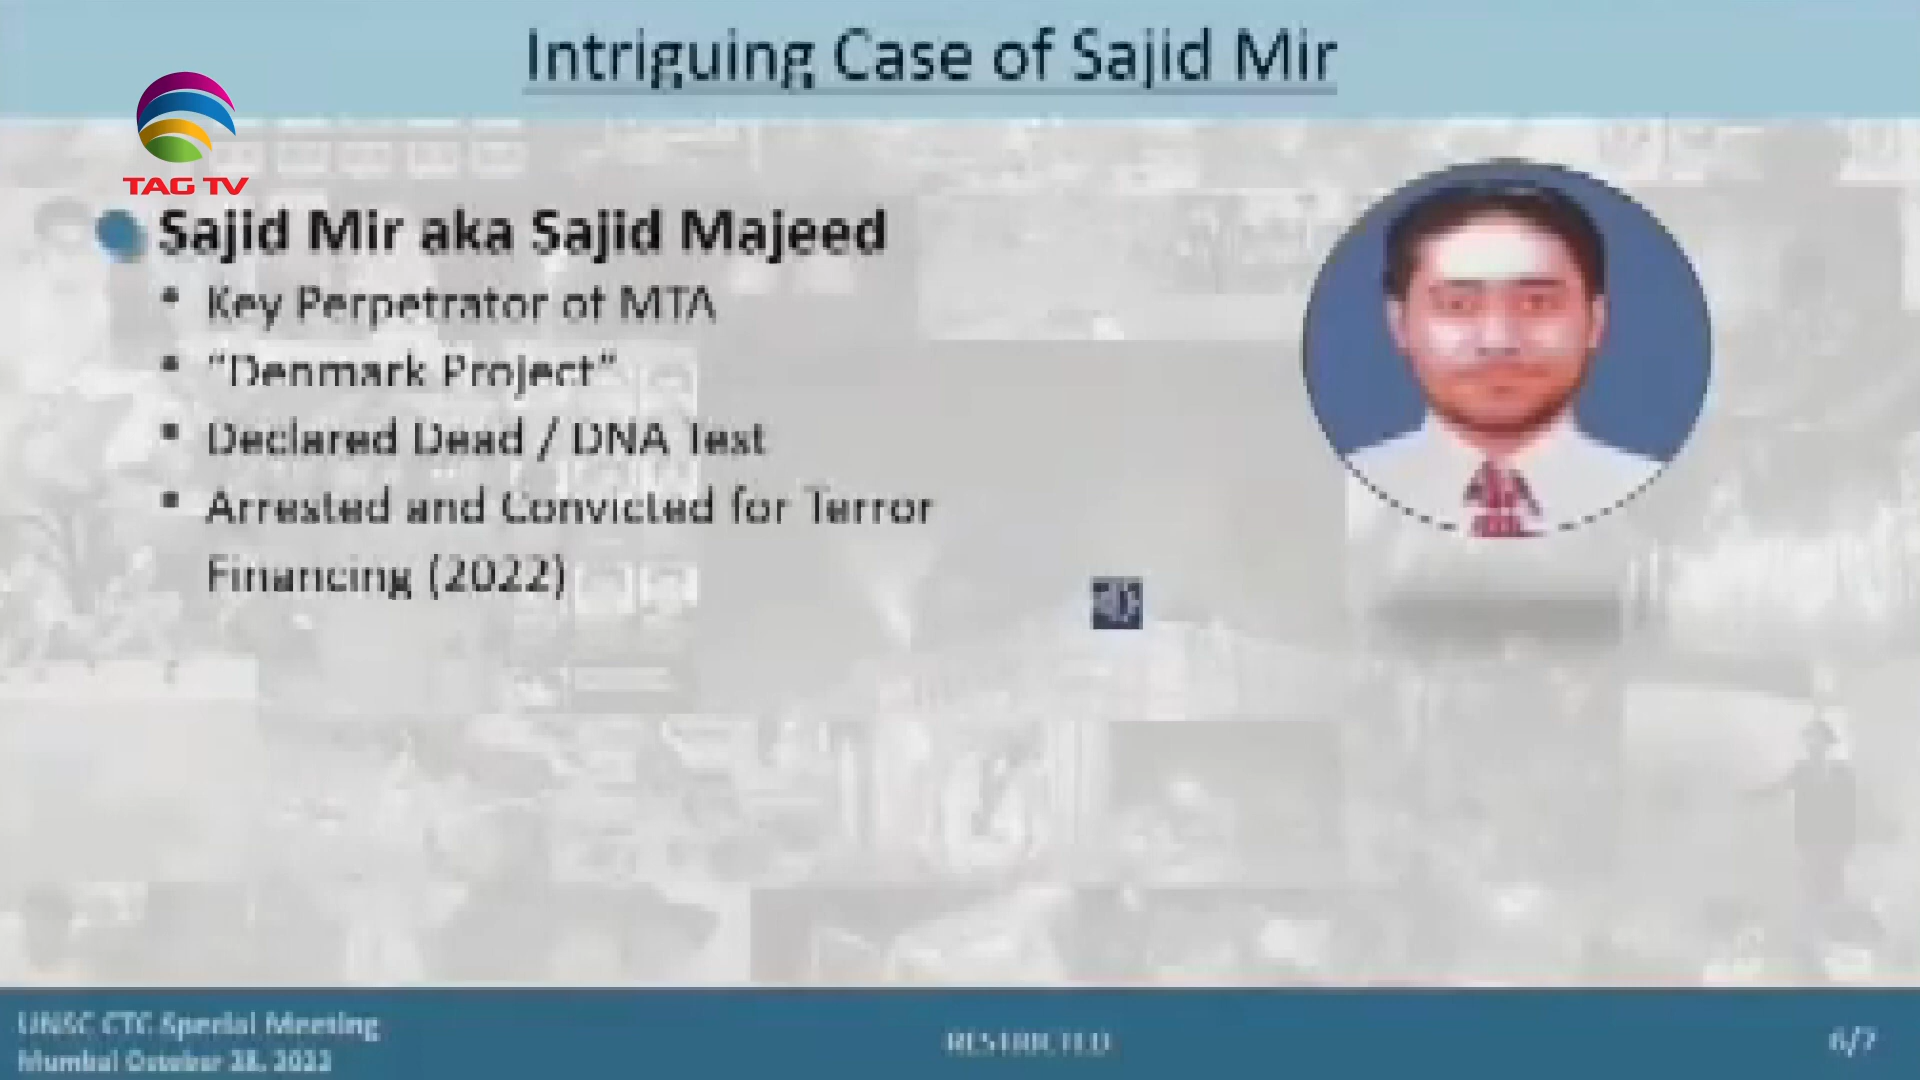 Intriguing Case of Sajid Mir
TAG TV
Sajid Mir aka Sajid Majeed
Key Perpetrator of MTA
"Denmark Project"
Declared Dead / DNA Test
Arrested and Convicted for Terror
Financing (2022)
UNSC CTC Special Meeting
Mumbai October 28, 2022
RESTRICTED
6/7